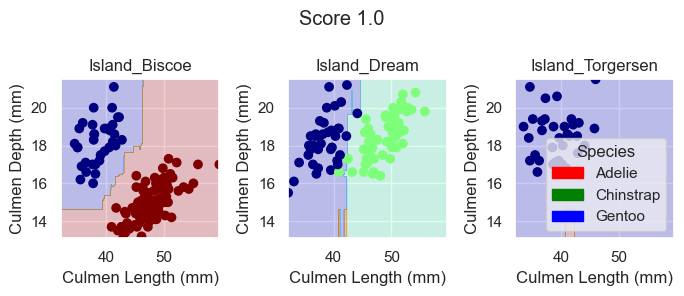 Score 1.0
Island_Biscoe
Island_Dream
Island_Torgersen
Culmen Depth (mm)
20
18
16
14
40
50
Culmen Length (mm)
Culmen Depth (mm)
20
18
16
14
40
50
Culmen Length (mm)
Culmen Depth (mm)
20
18
16
14
40
50
Culmen Length (mm)
Species
Adelie
Chinstrap
Gentoo